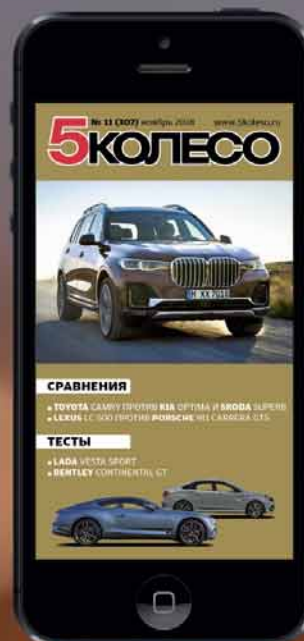 № 11 (307) ноябрь 2018 www.5koleso.ru
5КОЛЕСО
СРАВНЕНИЯ
• TOYOTA CAMRY ПРОТИВ KIA OPTIMA И SKODA SUPERB
• LEXUS LC 500 ПРОТИВ PORSCHE 911 CARRERA GTS
ТЕСТЫ
• LADA VESTA SPORT
• BENTLEY CONTINENTAL GT